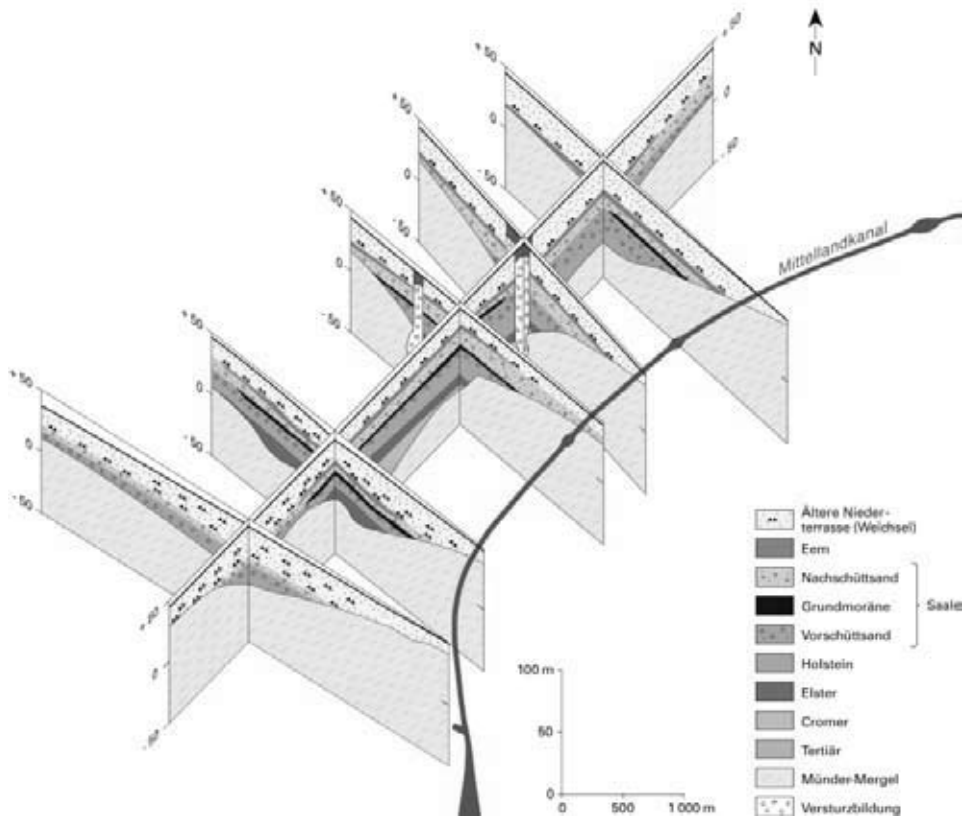 + 50
0
- 50
+ 50
0
- 50
+ 50
0
- 50
+ 50
0
- 50
+ 50
0
- 50
+ 50
0
- 50
+ 50
0
- 50
N
Mittellandkanal
100 m
50
0
0 500 1 000 m
Ältere Nieder-
terrasse (Weichsel)
Eem
Nachschüttsand
Grundmoräne
Saale
Vorschüttsand
Holstein
Elster
Cromer
Tertiär
Münder-Mergel
Versturzbildung